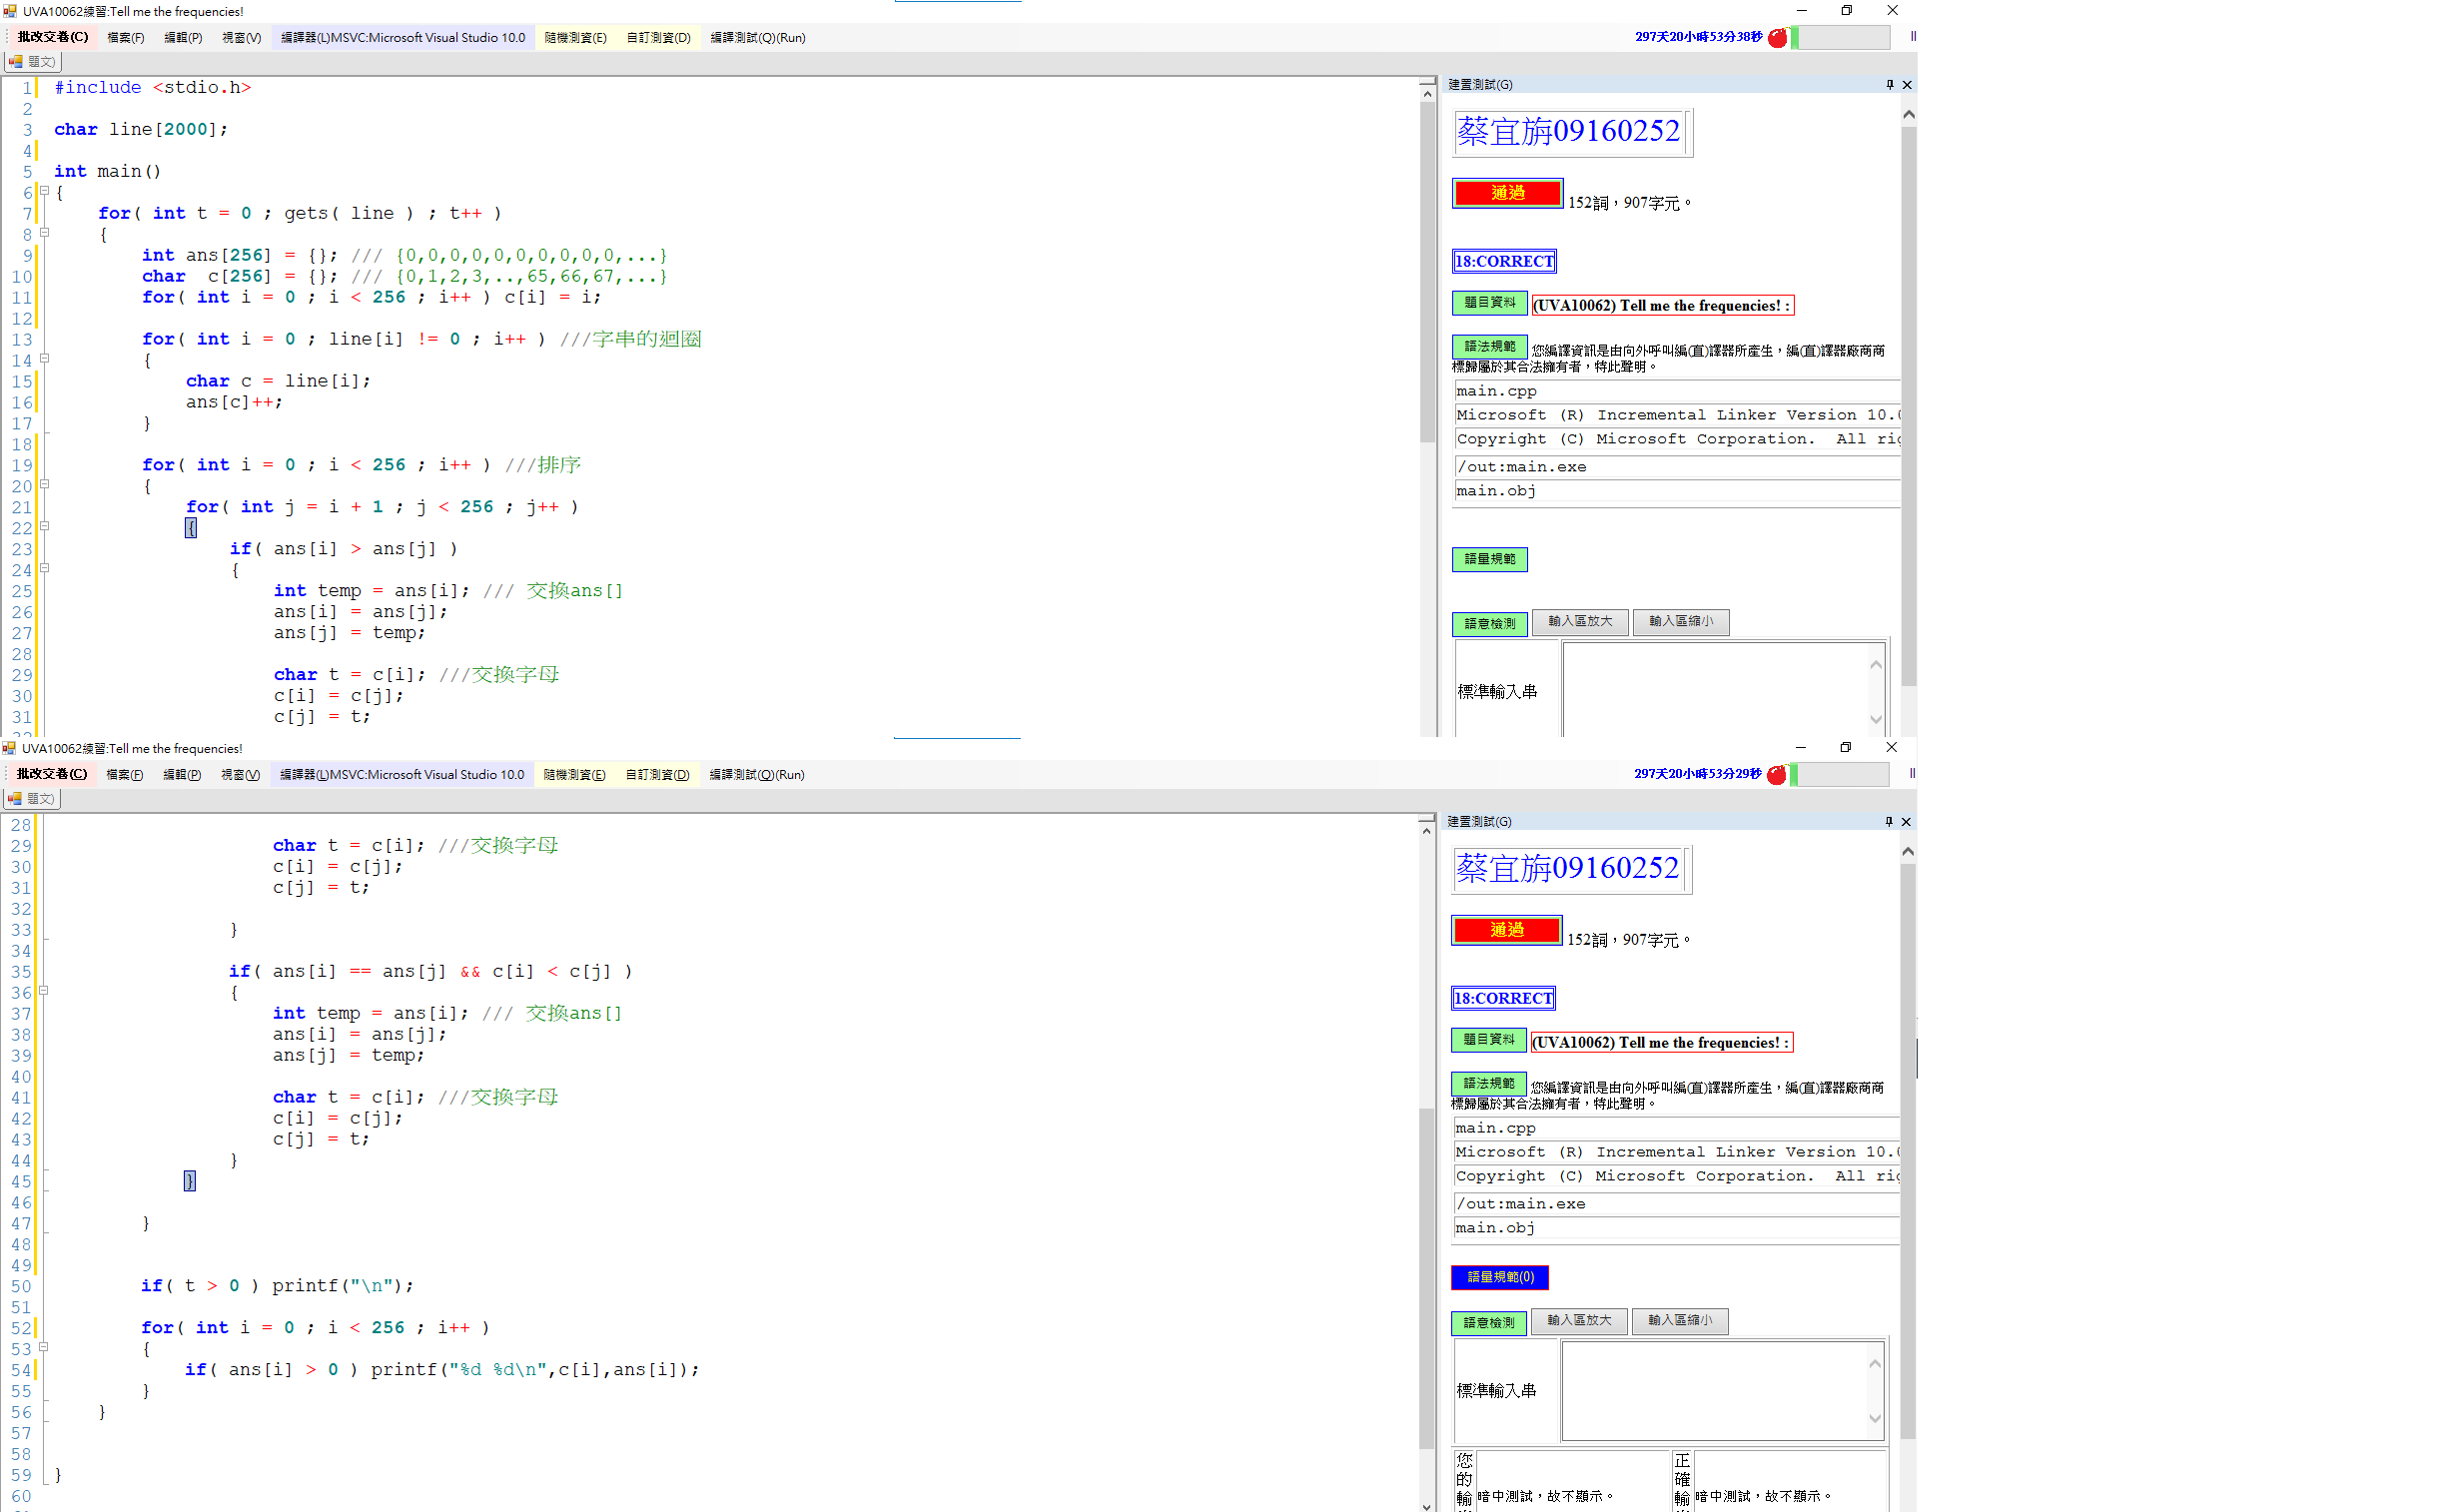 UVA10062練習:Tell me the frequencies!
批改交卷(C) 檔案(F) 編輯(P) 視窗(V) 編譯器(L)MSVC:Microsoft Visual Studio 10.0 隨機測資(E) 自訂測資(D) 編譯測試(Q)(Run) 297天20小時53分38秒
題文)
1 #include <stdio.h>
2
3 char line[2000];
4
5 int main()
6 {
7 for( int t = 0 ; gets( line ) ; t++ )
8 {
9 int ans[256] = {}; /// {0,0,0,0,0,0,0,0,0,0,...}
10 char c[256] = {}; /// {0,1,2,3,..,65,66,67,...}
11 for( int i = 0 ; i < 256 ; i++ ) c[i] = i;
12
13 for( int i = 0 ; line[i] != 0 ; i++ ) ///字串的迴圈
14 {
15 char c = line[i];
16 ans[c]++;
17 }
18
19 for( int i = 0 ; i < 256 ; i++ ) ///排序
20 {
21 for( int j = i + 1 ; j < 256 ; j++ )
22 {
23 if( ans[i] > ans[j] )
24 {
25 int temp = ans[i]; /// 交換ans[]
26 ans[i] = ans[j];
27 ans[j] = temp;
28
29 char t = c[i]; ///交換字母
30 c[i] = c[j];
31 c[j] = t;
建置測試(G)
蔡宜旃09160252
通過 152詞，907字元。
18:CORRECT
題目資料 (UVA10062) Tell me the frequencies! :
語法規範 您編譯資訊是由向外呼叫編(直)譯器所產生，編(直)譯器廠商商
標歸屬於其合法擁有者，特此聲明。
main.cpp
Microsoft (R) Incremental Linker Version 10.
Copyright (C) Microsoft Corporation. All
/out:main.exe
main.obj
語量規範
語意檢測 輸入區放大 輸入區縮小
標準輸入串
UVA10062練習:Tell me the frequencies!
批改交卷(C) 檔案(F) 編輯(P) 視窗(V) 編譯器(L)MSVC:Microsoft Visual Studio 10.0 隨機測資(E) 自訂測資(D) 編譯測試(Q)(Run) 297天20小時53分29秒
題文)
28
29 char t = c[i]; ///交換字母
30 c[i] = c[j];
31 c[j] = t;
32
33 }
34
35 if( ans[i] == ans[j] && c[i] < c[j] )
36 {
37 int temp = ans[i]; /// 交換ans[]
38 ans[i] = ans[j];
39 ans[j] = temp;
40
41 char t = c[i]; ///交換字母
42 c[i] = c[j];
43 c[j] = t;
44 }
45 }
46
47 }
48
49
50 if( t > 0 ) printf("\n");
51
52 for( int i = 0 ; i < 256 ; i++ )
53 {
54 if( ans[i] > 0 ) printf("%d %d\n",c[i],ans[i]);
55 }
56 }
57
58
59 }
60
建置測試(G)
蔡宜旃09160252
通過 152詞，907字元。
18:CORRECT
題目資料 (UVA10062) Tell me the frequencies! :
語法規範 您編譯資訊是由向外呼叫編(直)譯器所產生，編(直)譯器廠商商
標歸屬於其合法擁有者，特此聲明。
main.cpp
Microsoft (R) Incremental Linker Version 10.
Copyright (C) Microsoft Corporation. All
/out:main.exe
main.obj
語量規範(0)
語意檢測 輸入區放大 輸入區縮小
標準輸入串
您的輸 暗中測試，故不顯示。 正確輸 暗中測試，故不顯示。